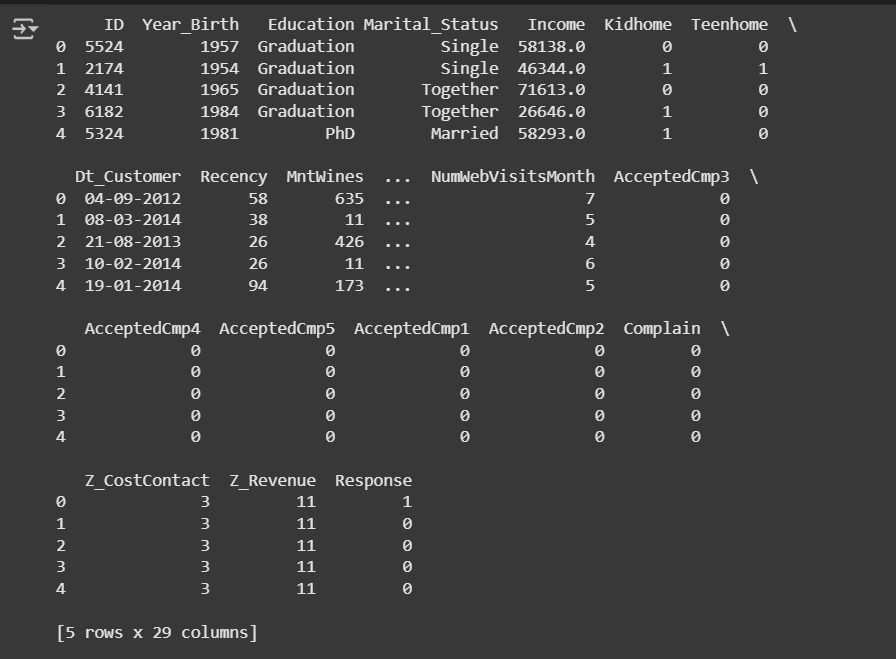 ID  Year_Birth   Education Marital_Status   Income  Kidhome  Teenhome  \
0  5524        1957  Graduation         Single  58138.0        0         0
1  2174        1954  Graduation         Single  46344.0        1         1
2  4141        1965  Graduation       Together  71613.0        0         0
3  6182        1984  Graduation       Together  26646.0        1         0
4  5324        1981         PhD        Married  58293.0        1         0
  Dt_Customer  Recency  MntWines  ...  NumWebVisitsMonth  AcceptedCmp3  \
0  04-09-2012       58       635  ...                  7             0
1  08-03-2014       38        11  ...                  5             0
2  21-08-2013       26       426  ...                  4             0
3  10-02-2014       26        11  ...                  6             0
4  19-01-2014       94       173  ...                  5             0
   AcceptedCmp4  AcceptedCmp5  AcceptedCmp1  AcceptedCmp2  Complain  \
0             0             0             0             0         0
1             0             0             0             0         0
2             0             0             0             0         0
3             0             0             0             0         0
4             0             0             0             0         0
   Z_CostContact  Z_Revenue  Response
0              3         11         1
1              3         11         0
2              3         11         0
3              3         11         0
4              3         11         0
[5 rows x 29 columns]